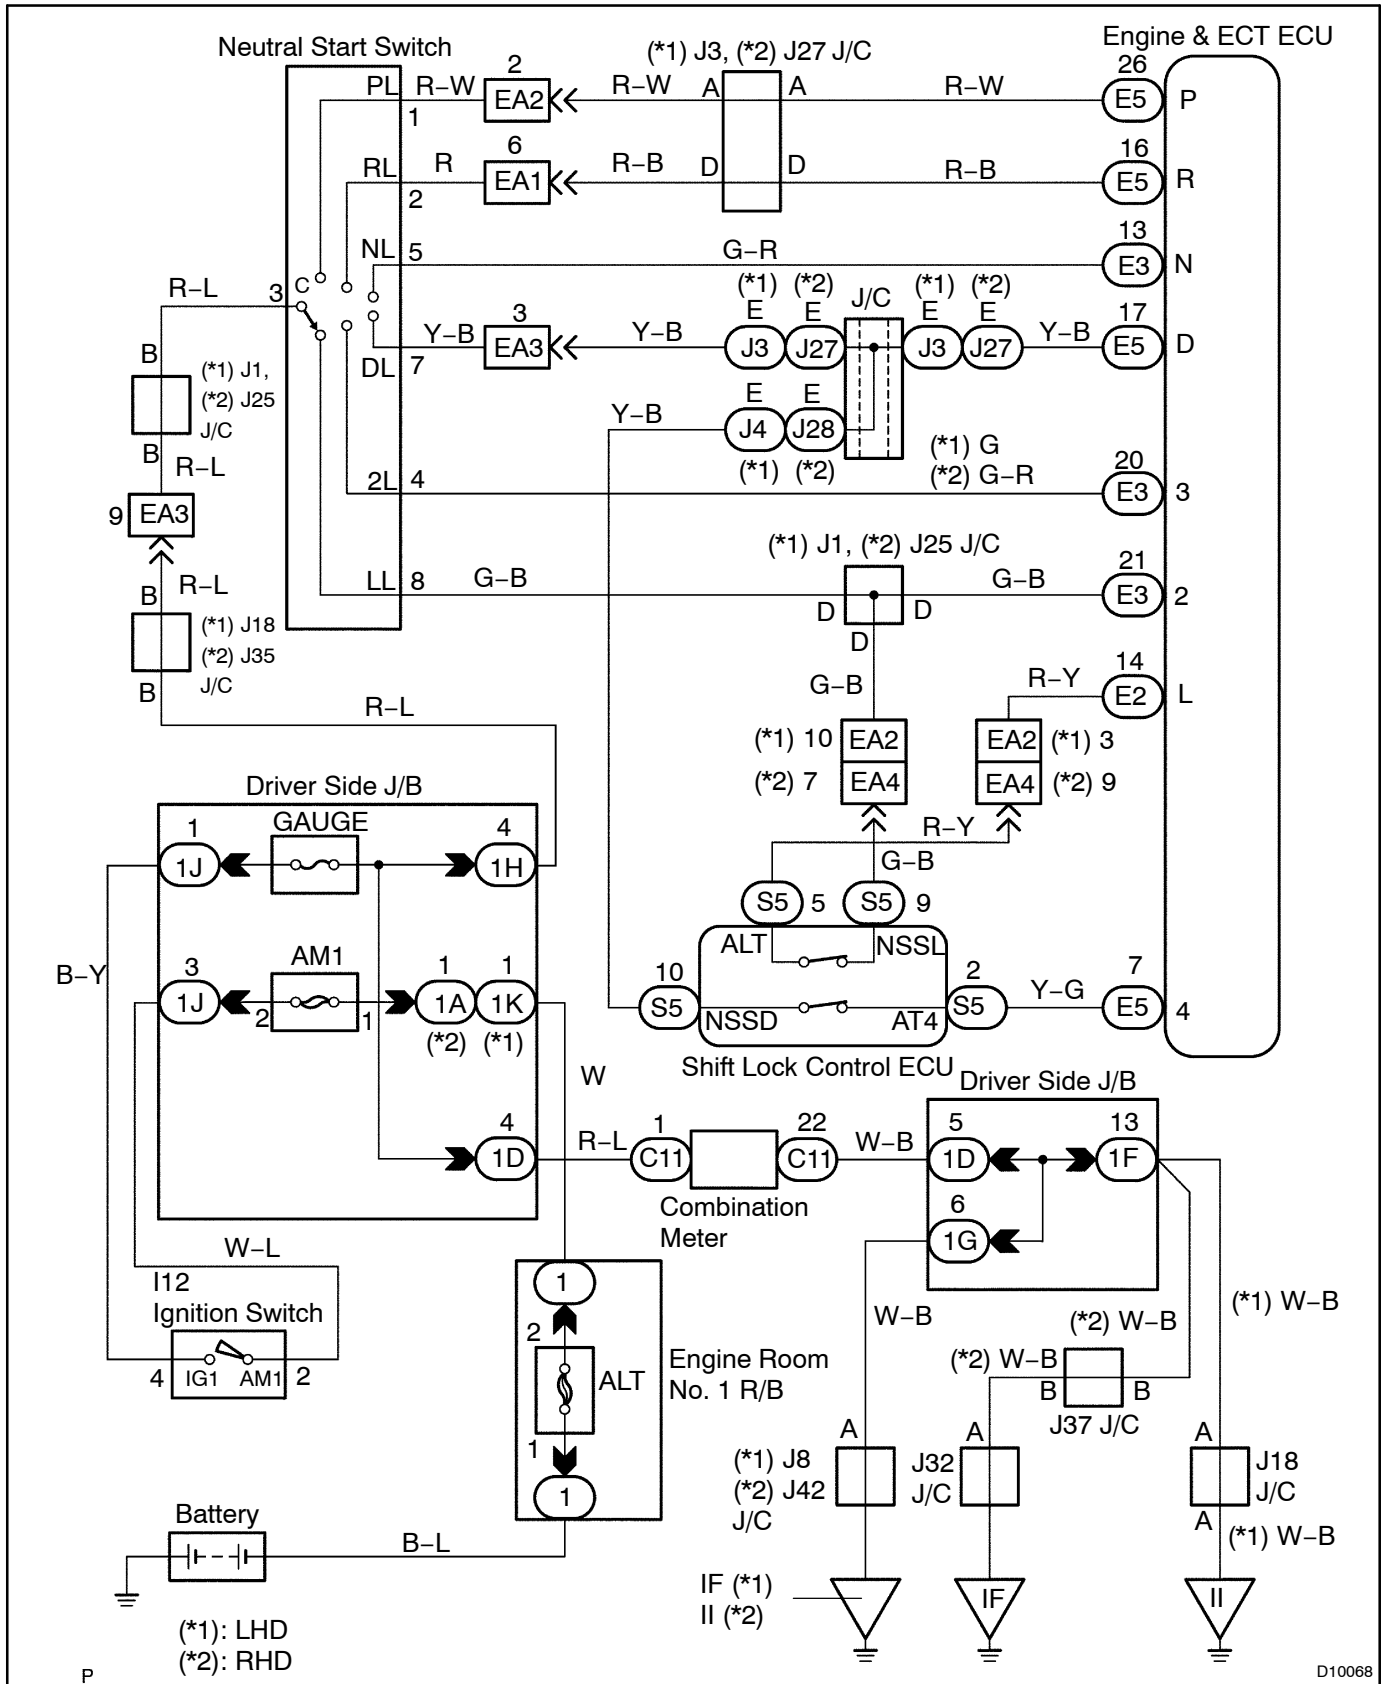 Neutral Start Switch
(*1) J3, (*2) J27 J/C
Engine & ECT ECU
PL
1
R−W
2
EA2
R−W
A
A
R−W
26
E5
P
RL
2
R
6
EA1
R−B
D
D
R−B
16
E5
R
NL
5
G−R
13
E3
N
R−L
3
C
DL
7
Y−B
3
EA3
Y−B
(*1)
(*2)
E
E
J3
J27
J/C
(*1)
(*2)
E
E
J3
J27
Y−B
17
E5
D
B
(*1) J1,
(*2) J25
J/C
B
R−L
Y−B
E
E
J4
J28
(*1)
(*2)
(*1) G
(*2) G−R
2L
4
20
E3
3
9
EA3
(*1) J1, (*2) J25 J/C
R−L
B
LL
8
G−B
D
D
D
G−B
21
E3
2
(*1) J18
(*2) J35
J/C
B
R−L
G−B
R−Y
14
E2
L
(*1) 10
EA2
(*2) 7
EA4
EA2
(*1) 3
EA4
(*2) 9
R−Y
G−B
Driver Side J/B
1
1J
GAUGE
4
1H
S5
5
S5
9
ALT
NSSL
B−Y
3
1J
AM1
2
1
1
1A
(*2)
1
1K
(*1)
10
S5
NSSD
AT4
2
S5
Y−G
7
E5
4
Shift Lock Control ECU
W
Driver Side J/B
4
1D
R−L
1
C11
22
C11
W−B
Combination
Meter
5
1D
13
1F
6
1G
W−L
I12
Ignition Switch
4
IG1
AM1
2
1
2
ALT
1
1
Engine Room
No. 1 R/B
W−B
(*2) W−B
(*1) W−B
(*2) W−B
B
B
J37 J/C
A
(*1) J8
(*2) J42
J/C
A
J32
J/C
A
J18
J/C
A
(*1) W−B
Battery
B−L
IF (*1)
II (*2)
IF
II
(*1): LHD
(*2): RHD
P
D10068